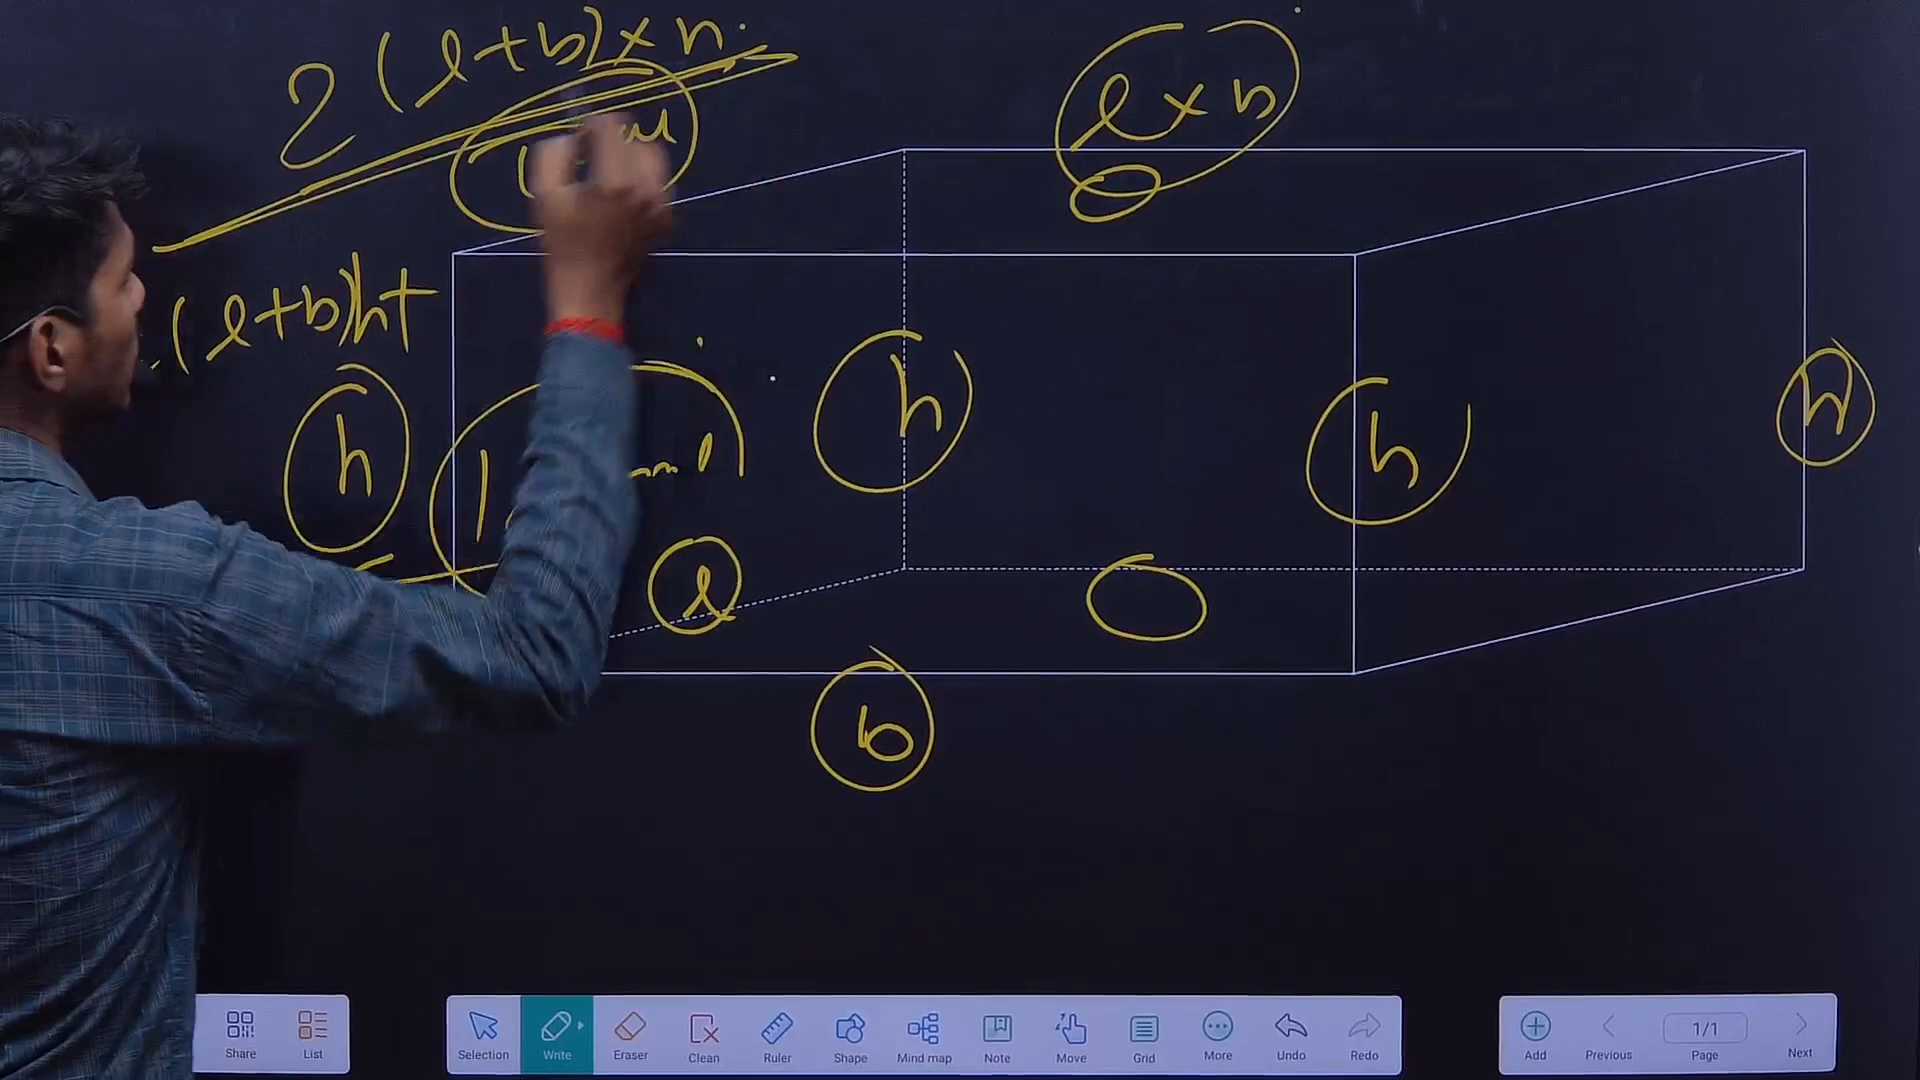 2 (l+b)×h.
l × b
(l+b)ht
h
h
h
h
l
b
Share
List
Selection
Write
Eraser
Clean
Ruler
Shape
Mind map
Note
Move
Grid
More
Undo
Redo
Add
Previous
1/1
Page
Next